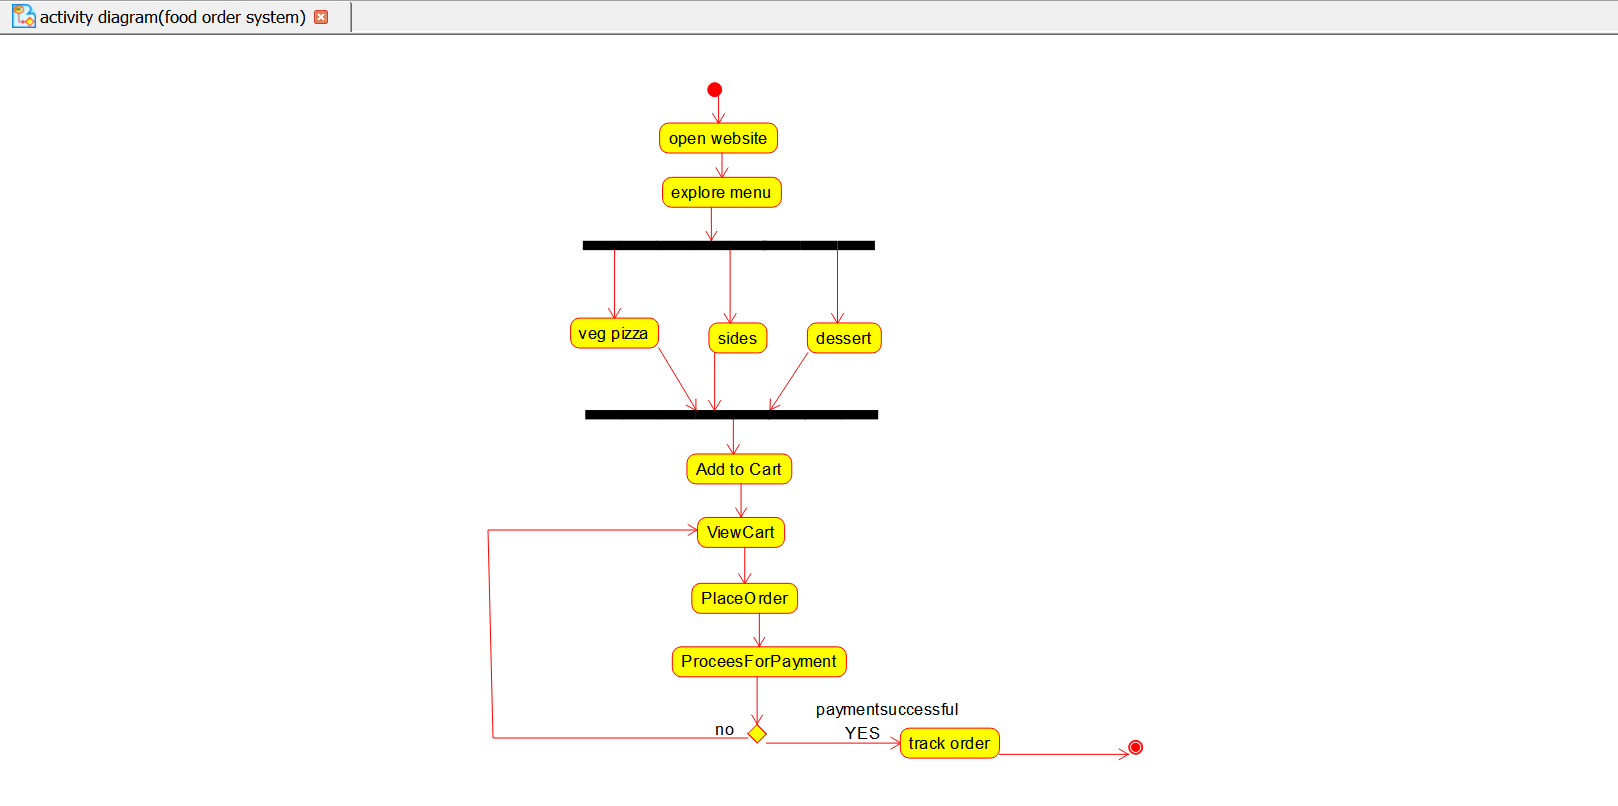 activity diagram(food order system)
open website
explore menu
veg pizza
sides
dessert
Add to Cart
ViewCart
PlaceOrder
ProceesForPayment
paymentsuccessful
no
YES
track order